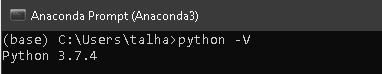 Anaconda Prompt (Anaconda3)
(base) C:\Users\talha>python -V
Python 3.7.4